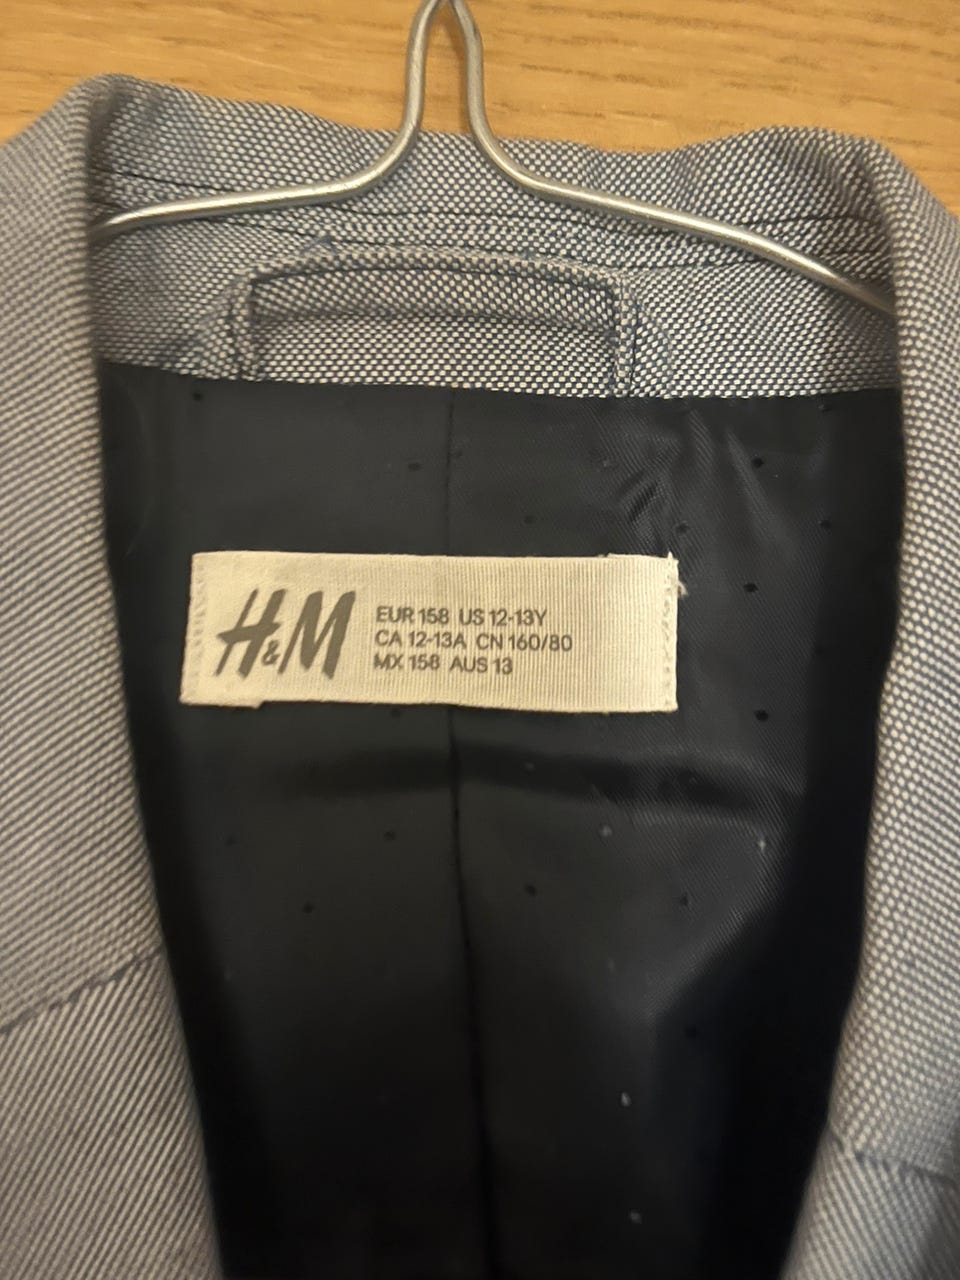 H&M
EUR 158 US 12-13Y
CA 12-13A CN 160/80
MX 158 AUS 13